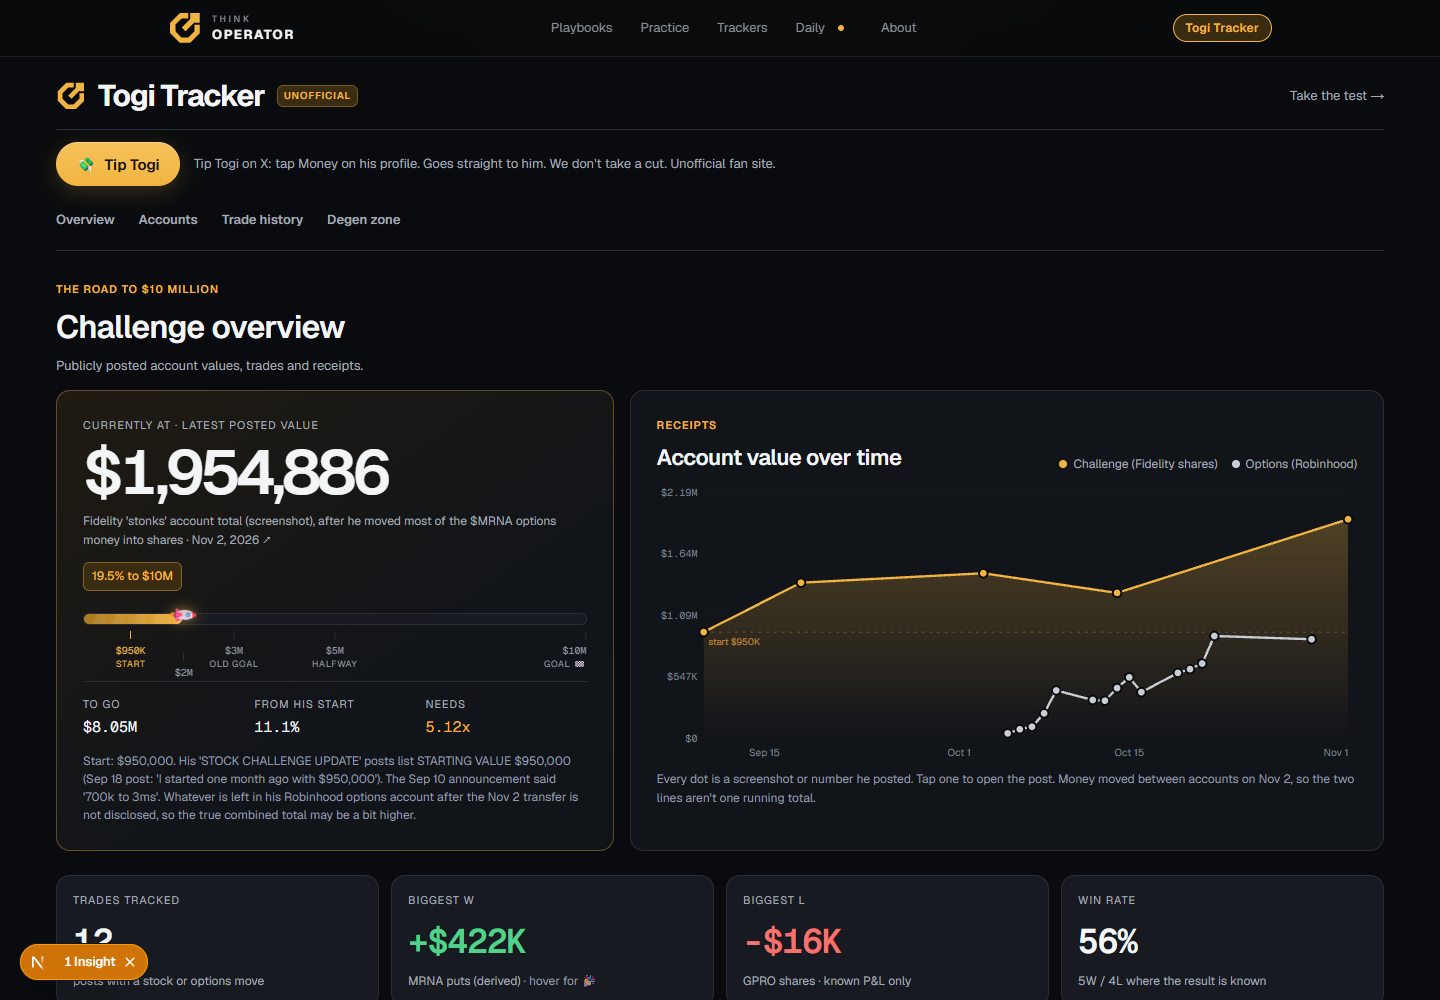 THINK
OPERATOR
Playbooks
Practice
Trackers
Daily
About
Togi Tracker
Togi Tracker
UNOFFICIAL
Take the test →
Tip Togi
Tip Togi on X: tap Money on his profile. Goes straight to him. We don't take a cut. Unofficial fan site.
Overview
Accounts
Trade history
Degen zone
THE ROAD TO $10 MILLION
Challenge overview
Publicly posted account values, trades and receipts.
CURRENTLY AT · LATEST POSTED VALUE
$1,954,886
Fidelity 'stonks' account total (screenshot), after he moved most of the $MRNA options
money into shares · Nov 2, 2026 ↗
19.5% to $10M
$950K
START
$2M
$3M
OLD GOAL
$5M
HALFWAY
$10M
GOAL
TO GO
$8.05M
FROM HIS START
11.1%
NEEDS
5.12x
Start: $950,000. His 'STOCK CHALLENGE UPDATE' posts list STARTING VALUE $950,000
(Sep 18 post: 'I started one month ago with $950,000'). The Sep 10 announcement said
'700k to 3ms'. Whatever is left in his Robinhood options account after the Nov 2 transfer is
not disclosed, so the true combined total may be a bit higher.
RECEIPTS
Account value over time
Challenge (Fidelity shares)
Options (Robinhood)
$2.19M
$1.64M
$1.09M
$547K
$0
start $950K
Sep 15
Oct 1
Oct 15
Nov 1
Every dot is a screenshot or number he posted. Tap one to open the post. Money moved between accounts on Nov 2, so the two
lines aren't one running total.
TRADES TRACKED
12
posts with a stock or options move
BIGGEST W
+$422K
MRNA puts (derived) · hover for
BIGGEST L
-$16K
GPRO shares · known P&L only
WIN RATE
56%
5W / 4L where the result is known
1 Insight